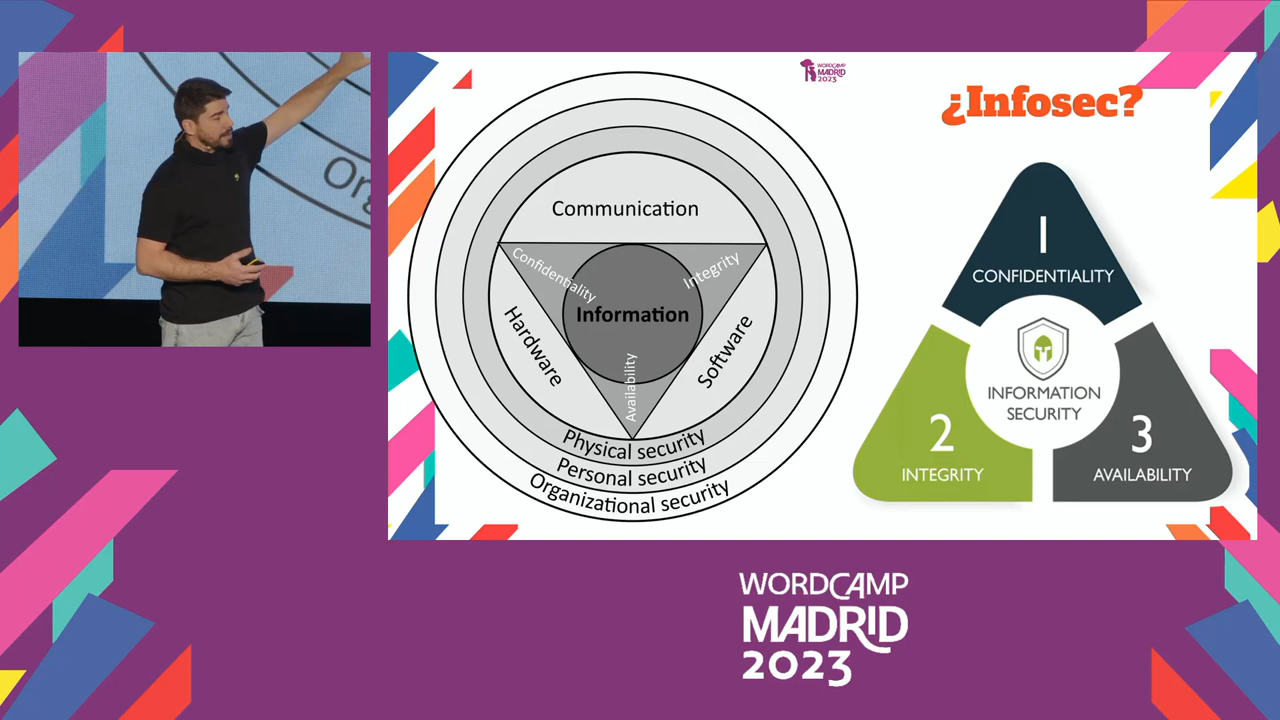 Or
WORDCAMP
MADRID
2023
¿Infosec?
Communication
Confidentiality
Integrity
Information
Hardware
Software
Availability
Physical security
Personal security
Organizational security
1
CONFIDENTIALITY
INFORMATION
SECURITY
2
INTEGRITY
3
AVAILABILITY
WORDCAMP
MADRID
2023